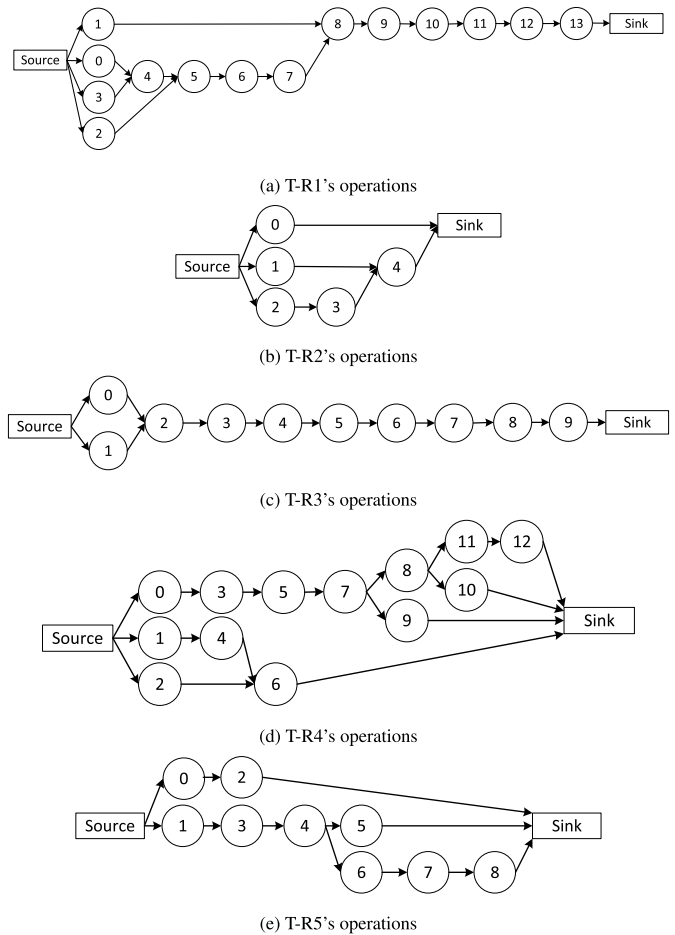 1 8 9 10 11 12 13 Sink
Source 0
3 4 5 6 7
2
(a) T-R1's operations
0 Sink
Source 1 4
2 3
(b) T-R2's operations
0
Source 2 3 4 5 6 7 8 9 Sink
1
(c) T-R3's operations
11 12
8
0 3 5 7 10
9 Sink
Source 1 4
2 6
(d) T-R4's operations
0 2
Source 1 3 4 5 Sink
6 7 8
(e) T-R5's operations